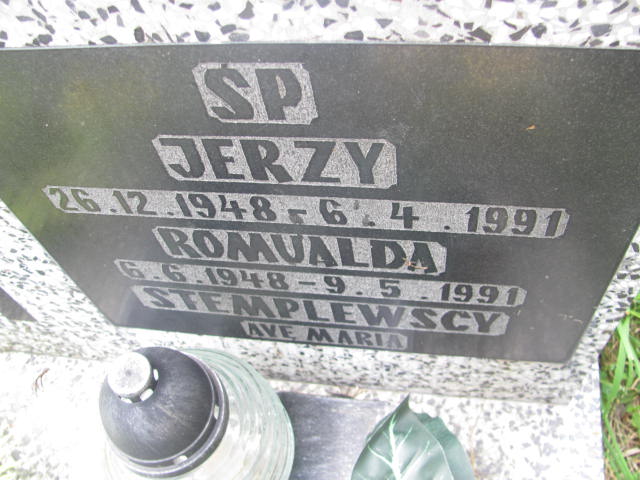 SP
JERZY
26.12.1948 - 6.4.1991
ROMUALDA
6.6.1948 - 9.5.1991
STEMPLEWSCY
AVE MARIA